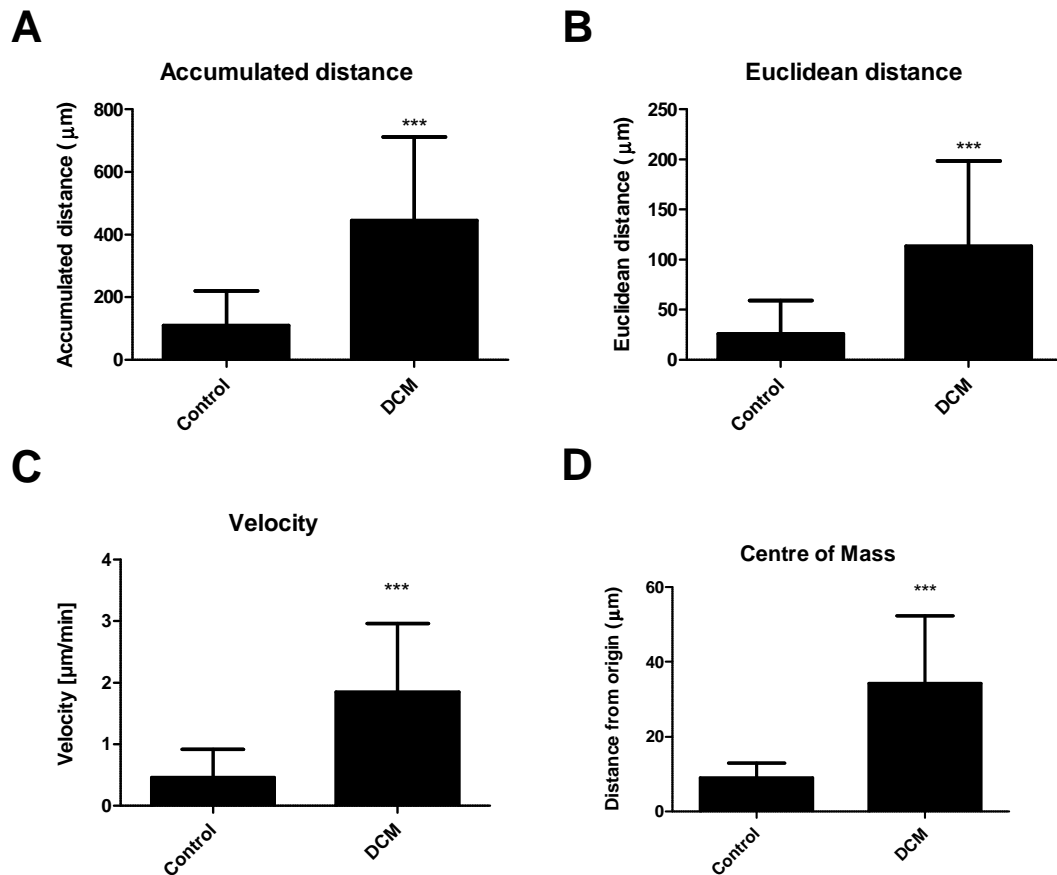 A
Accumulated distance
Accumulated distance (μm)
800
600
400
200
0
***
Control
DCM
B
Euclidean distance
Euclidean distance (μm)
250
200
150
100
50
0
***
Control
DCM
C
Velocity
Velocity [μm/min]
4
3
2
1
0
***
Control
DCM
D
Centre of Mass
Distance from origin (μm)
60
40
20
0
***
Control
DCM